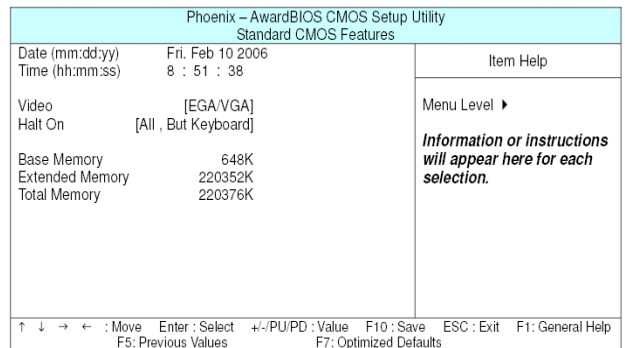 Phoenix – AwardBIOS CMOS Setup Utility
Standard CMOS Features
Date (mm:dd:yy) Fri. Feb 10 2006
Time (hh:mm:ss) 8 : 51 : 38
Video [EGA/VGA]
Halt On [All , But Keyboard]
Base Memory 648K
Extended Memory 220352K
Total Memory 220376K
Item Help
Menu Level ▸
Information or instructions
will appear here for each
selection.
↑ ↓ → ← : Move Enter : Select +/-/PU/PD : Value F10 : Save ESC : Exit F1: General Help
F5: Previous Values F7: Optimized Defaults